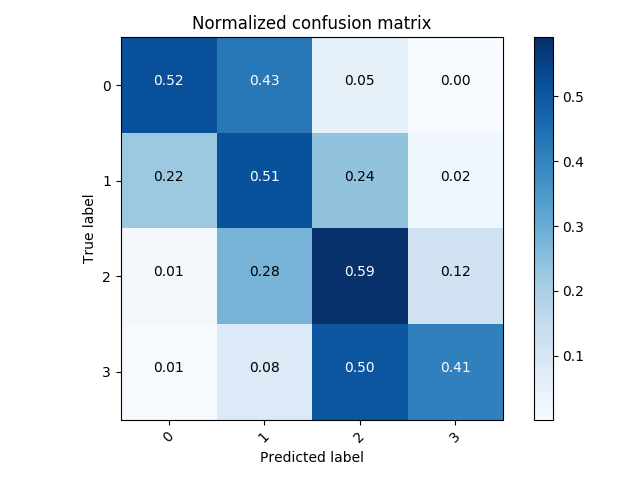 Normalized confusion matrix
True label
0 0.52 0.43 0.05 0.00
1 0.22 0.51 0.24 0.02
2 0.01 0.28 0.59 0.12
3 0.01 0.08 0.50 0.41
0 1 2 3
Predicted label
0.5
0.4
0.3
0.2
0.1